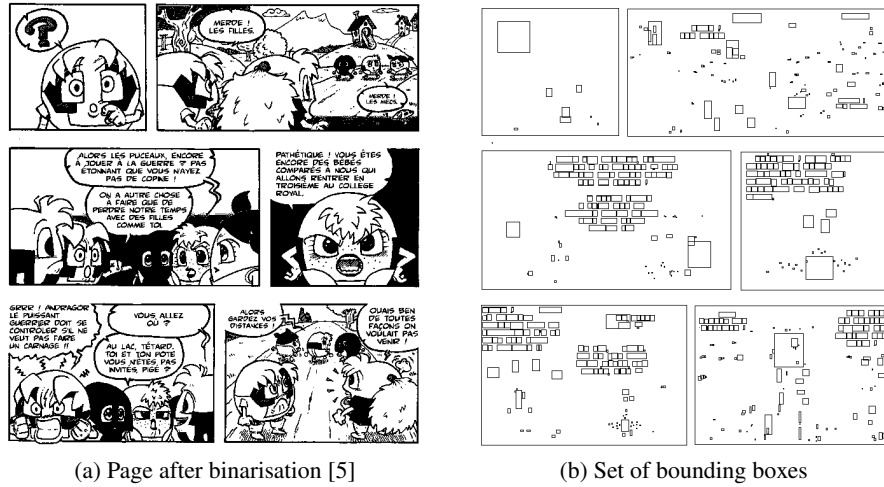 ?
MERDE !
LES FILLES.
MERDE !
LES MECS.
ALORS LES PUCEAUX, ENCORE
À JOUER À LA GUERRE ? PAS
ÉTONNANT QUE VOUS N'AYEZ
PAS DE COPINE !
ON A AUTRE CHOSE
À FAIRE QUE DE
PERDRE NOTRE TEMPS
AVEC DES FILLES
COMME TOI.
PATHÉTIQUE ! VOUS ÊTES
ENCORE DES BÉBÉS
COMPARÉS À NOUS QUI
ALLONS RENTRER EN
TROISIÈME AU COLLEGE
ROYAL.
GRRR ! ANDRAGOR
LE PUISSANT
GUERRIER DOIT SE
CONTROLER S'IL NE
VEUT PAS FAIRE
UN CARNAGE !!
VOUS ALLEZ
OÙ ?
AU LAC, TÉTARD.
TOI ET TON POTE
VOUS N'ÊTES PAS
INVITÉS, PIGÉ ?
ALORS
GARDEZ VOS
DISTANCES !
OUAIS BEN
DE TOUTES
FAÇONS ON
VOULAIT PAS
VENIR !
(a) Page after binarisation [5]
(b) Set of bounding boxes